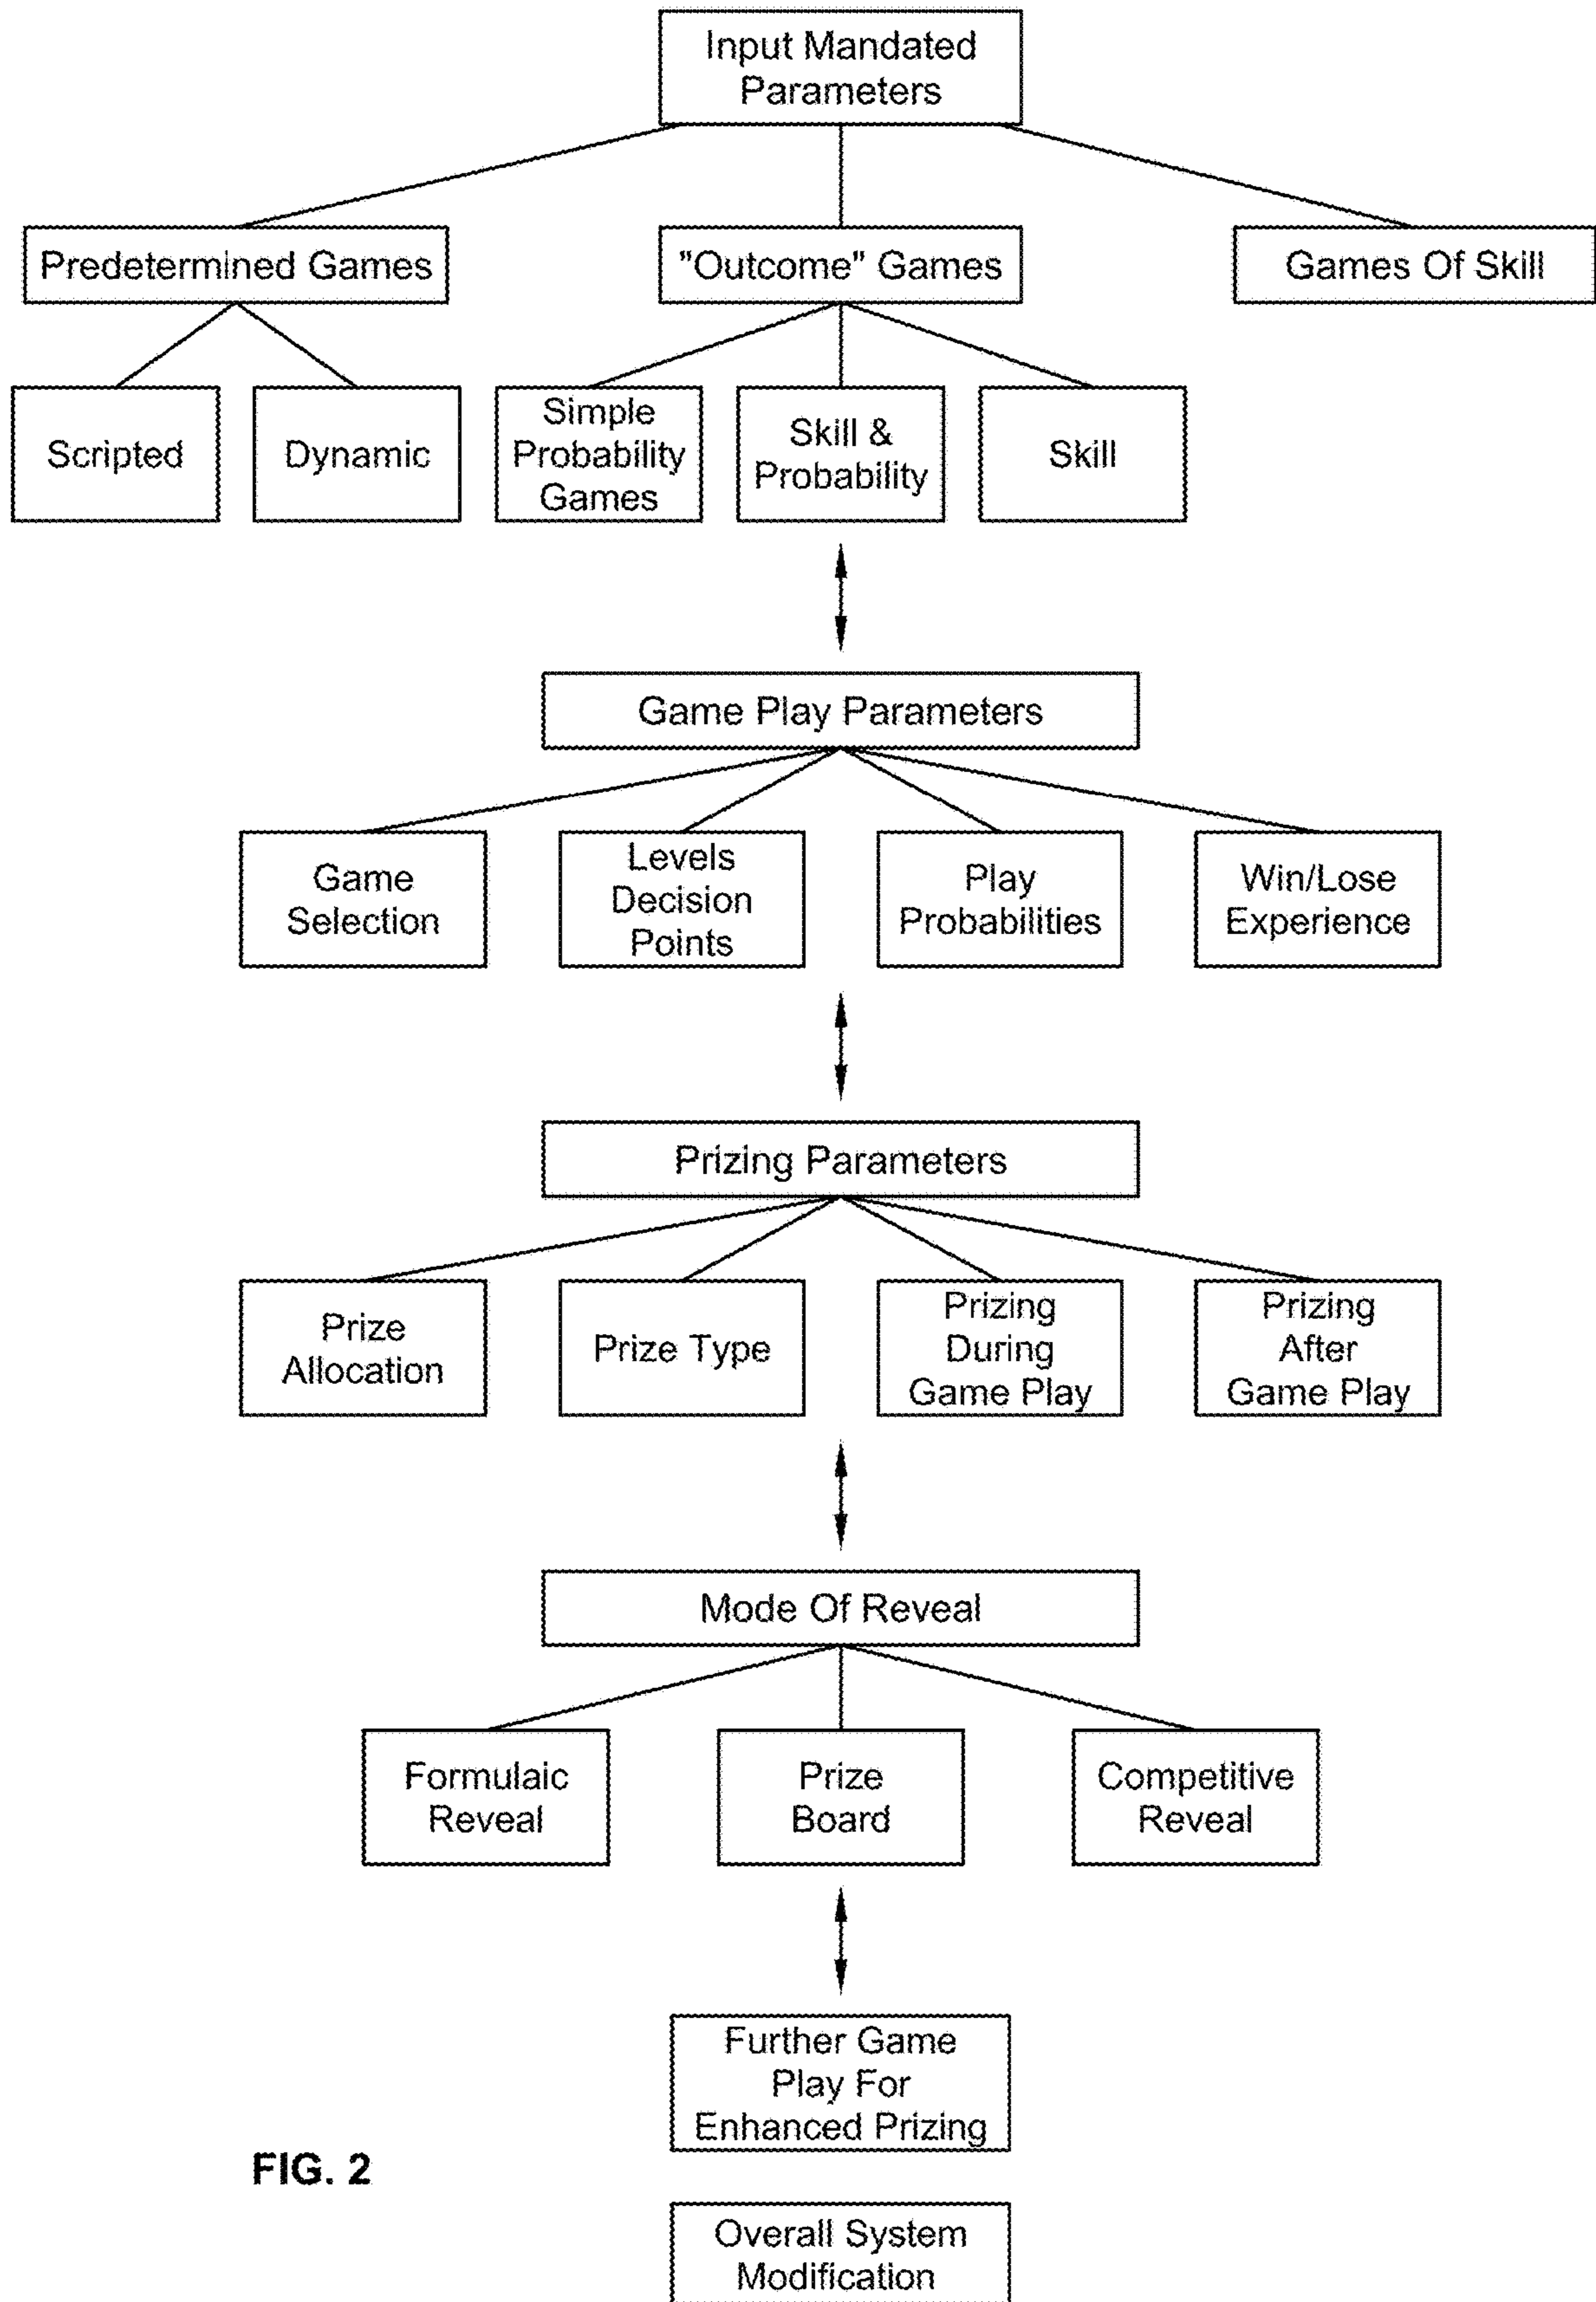 Input Mandated
Parameters
Predetermined Games
"Outcome" Games
Games Of Skill
Scripted
Dynamic
Simple
Probability
Games
Skill &
Probability
Skill
Game Play Parameters
Game
Selection
Levels
Decision
Points
Play
Probabilities
Win/Lose
Experience
Prizing Parameters
Prize
Allocation
Prize Type
Prizing
During
Game Play
Prizing
After
Game Play
Mode Of Reveal
Formulaic
Reveal
Prize
Board
Competitive
Reveal
Further Game
Play For
Enhanced Prizing
FIG. 2
Overall System
Modification